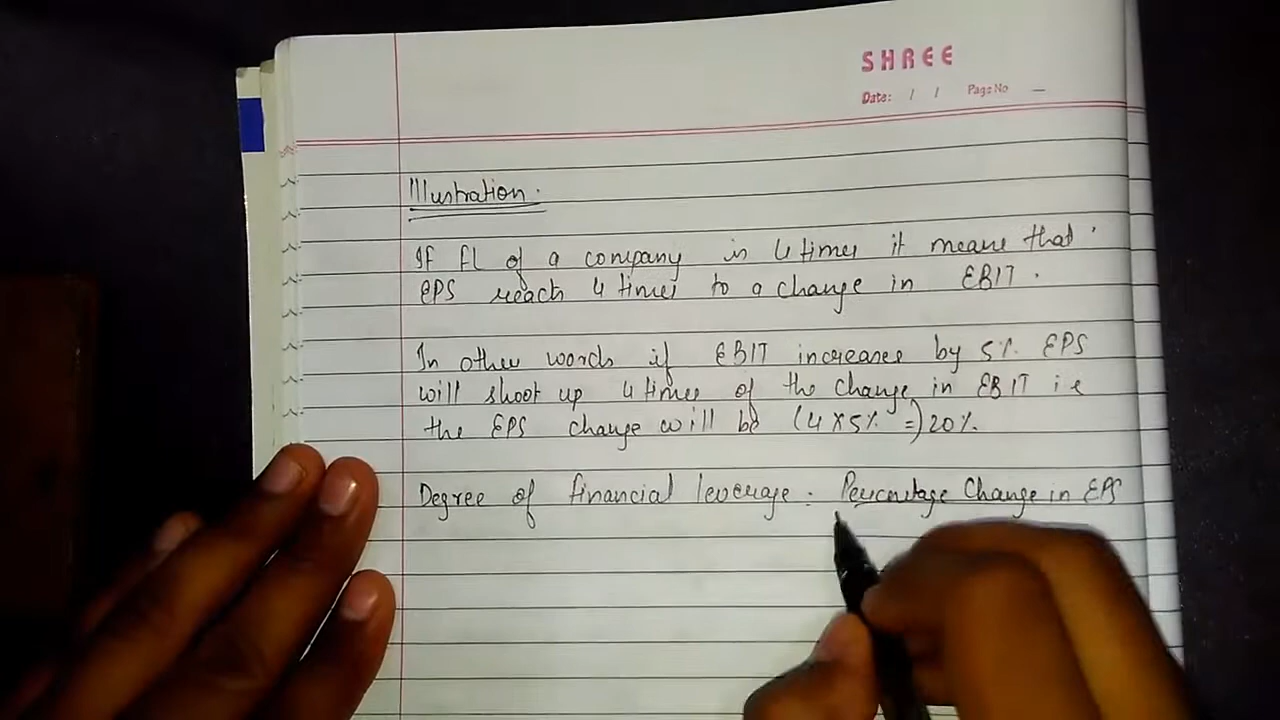 SHREE
Date: / / Page No
Illustration.
If FL of a company is 4 times it means that
EPS reach 4 times to a change in EBIT.
In other words if EBIT increases by 5% EPS
will shoot up 4 times of the change in EBIT i e
the EPS change will be (4 X 5% =) 20%.
Degree of financial leverage : Percentage Change in EPS